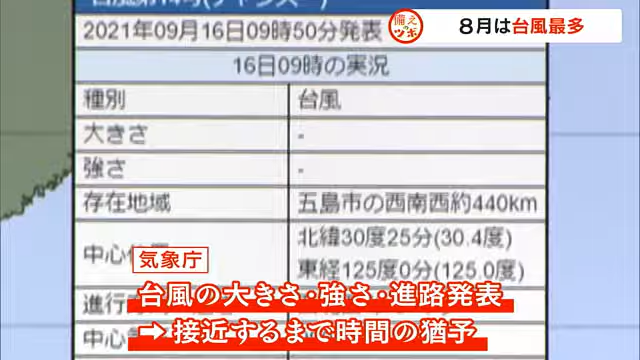 2021年09月16日09時50分発表
備え
ツボ
8月は台風最多
16日09時の実況
種別 台風
大きさ -
強さ -
存在地域 五島市の西南西約440km
北緯30度25分(30.4度)
東経125度0分(125.0度)
気象庁
台風の大きさ・強さ・進路発表
➡接近するまで時間の猶予